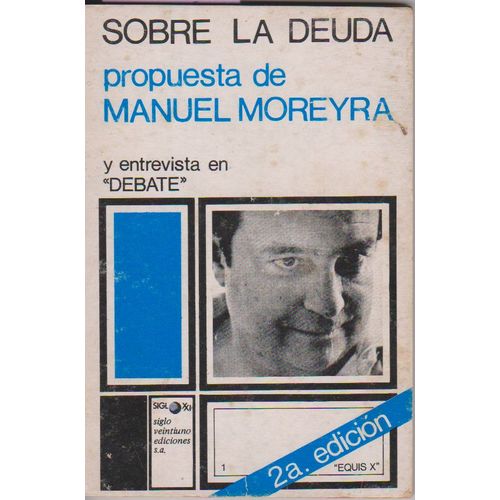 SOBRE LA DEUDA
propuesta de
MANUEL MOREYRA
y entrevista en
«DEBATE»
SIGLO XXI
siglo
veintiuno
ediciones
s.a.
1 "EQUIS X"
2a. edición